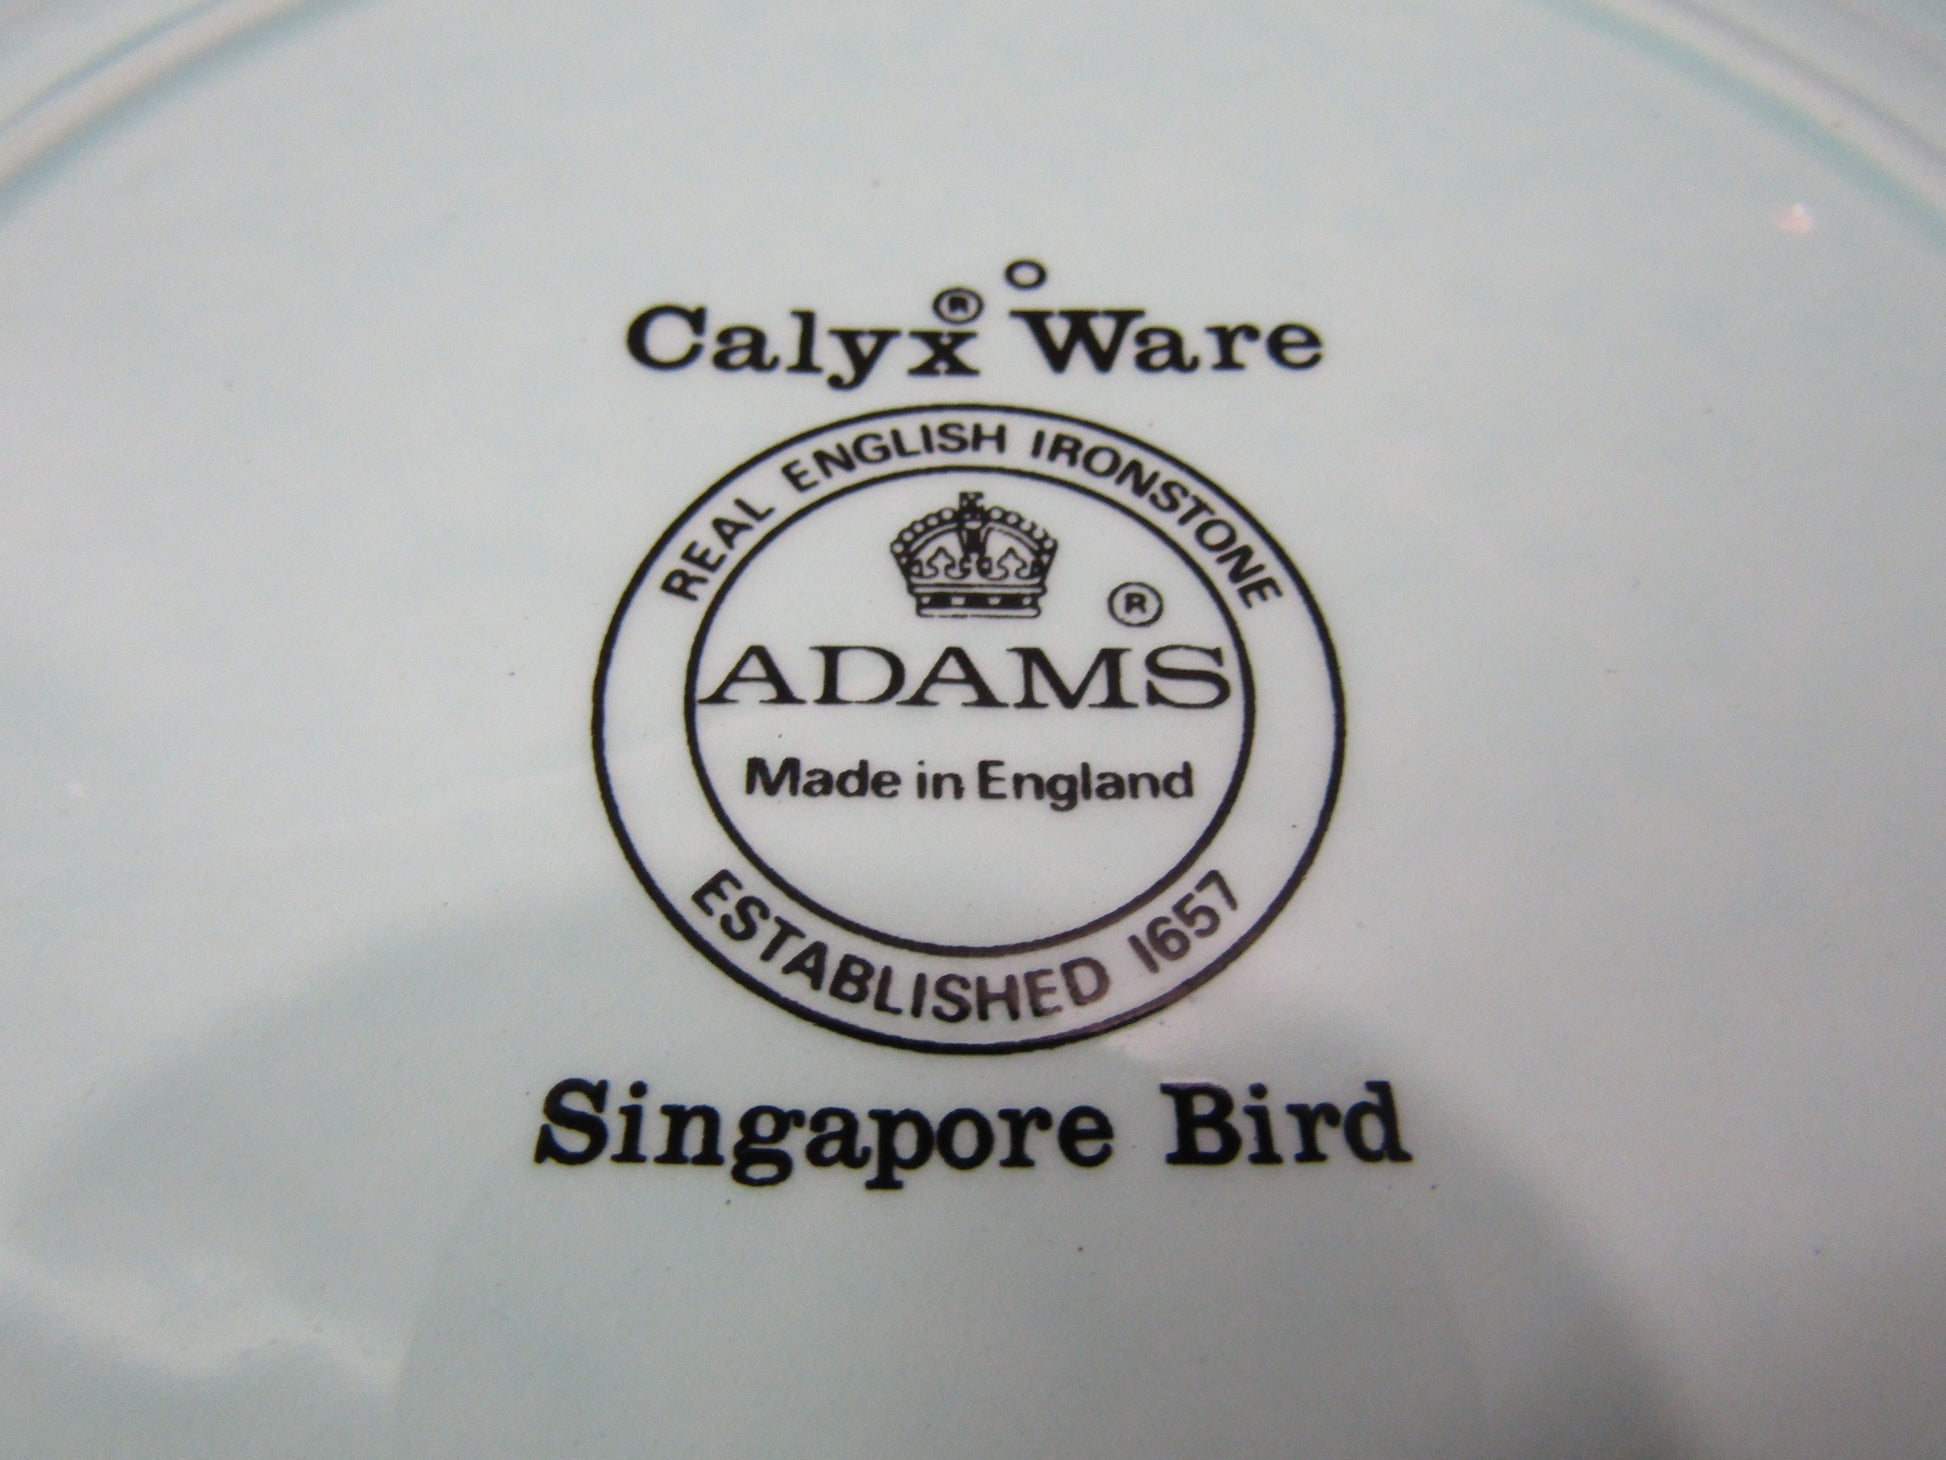 Calyx® Ware
REAL ENGLISH IRONSTONE
®
ADAMS
Made in England
ESTABLISHED 1657
Singapore Bird